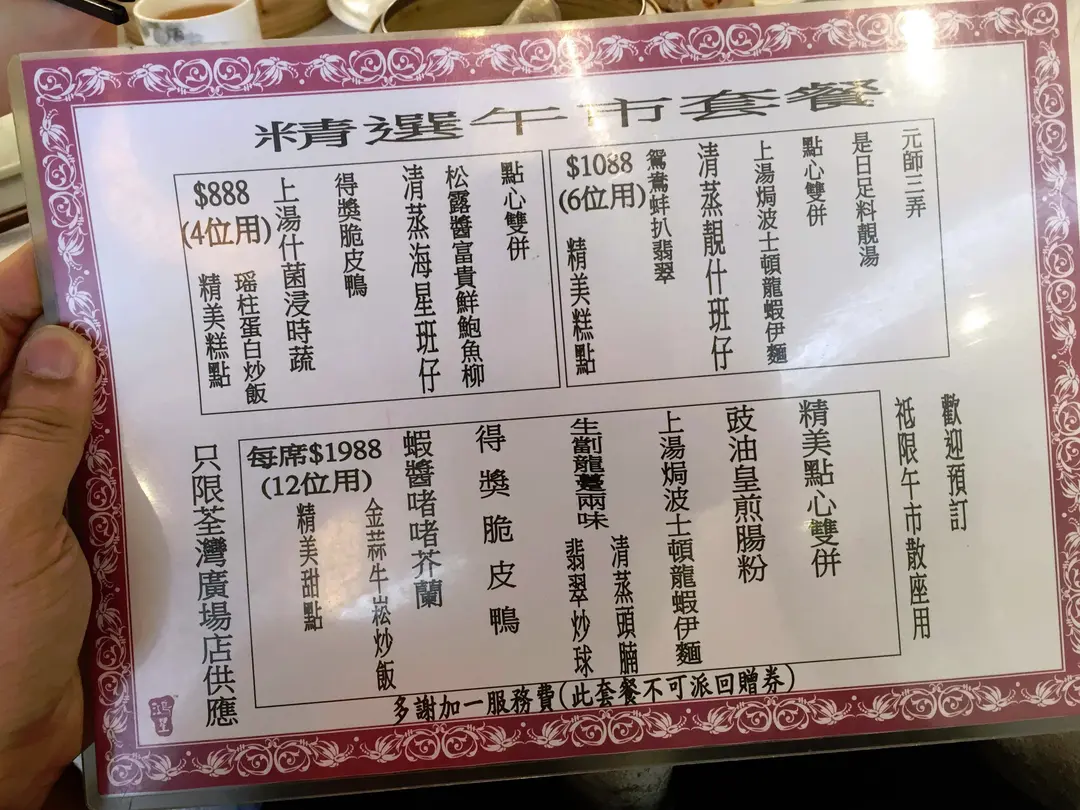 精選午市套餐
元師三弄
是日足料靚湯
點心雙併
上湯焗波士頓龍蝦伊麵
清蒸靚什班仔
鴛鴦蚌扒翡翠
$1088
(6位用)
精美糕點
點心雙併
松露醬富貴鮮鮑魚柳
清蒸海星班仔
得獎脆皮鴨
上湯什菌浸時蔬
$888
(4位用)
瑤柱蛋白炒飯
精美糕點
歡迎預訂
祗限午市散座用
精美點心雙併
豉油皇煎腸粉
上湯焗波士頓龍蝦伊麵
生劏龍躉兩味
清蒸頭腩
翡翠炒球
得獎脆皮鴨
蝦醬啫啫芥蘭
每席$1988
(12位用)
金蒜牛崧炒飯
精美甜點
只限荃灣廣場店供應
多謝加一服務費(此套餐不可派回贈券)
鴻星